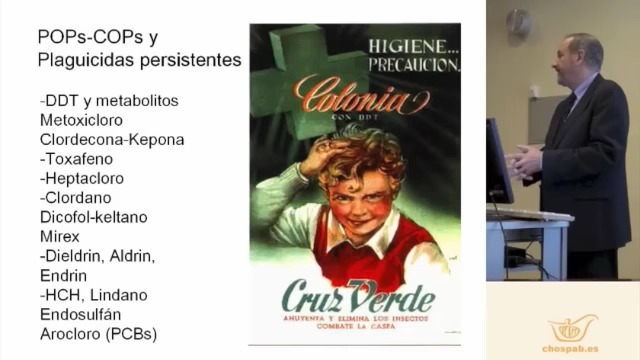 POPs-COPs y
Plaguicidas persistentes
-DDT y metabolitos
Metoxicloro
Clordecona-Kepona
-Toxafeno
-Heptacloro
-Clordano
Dicofol-keltano
Mirex
-Dieldrin, Aldrin,
Endrin
-HCH, Lindano
Endosulfán
Arocloro (PCBs)
HIGIENE...
PRECAUCION.
Colonia
CON DDT
Cruz Verde
AHUYENTA Y ELIMINA LOS INSECTOS
COMBATE LA CASPA
chospab.es